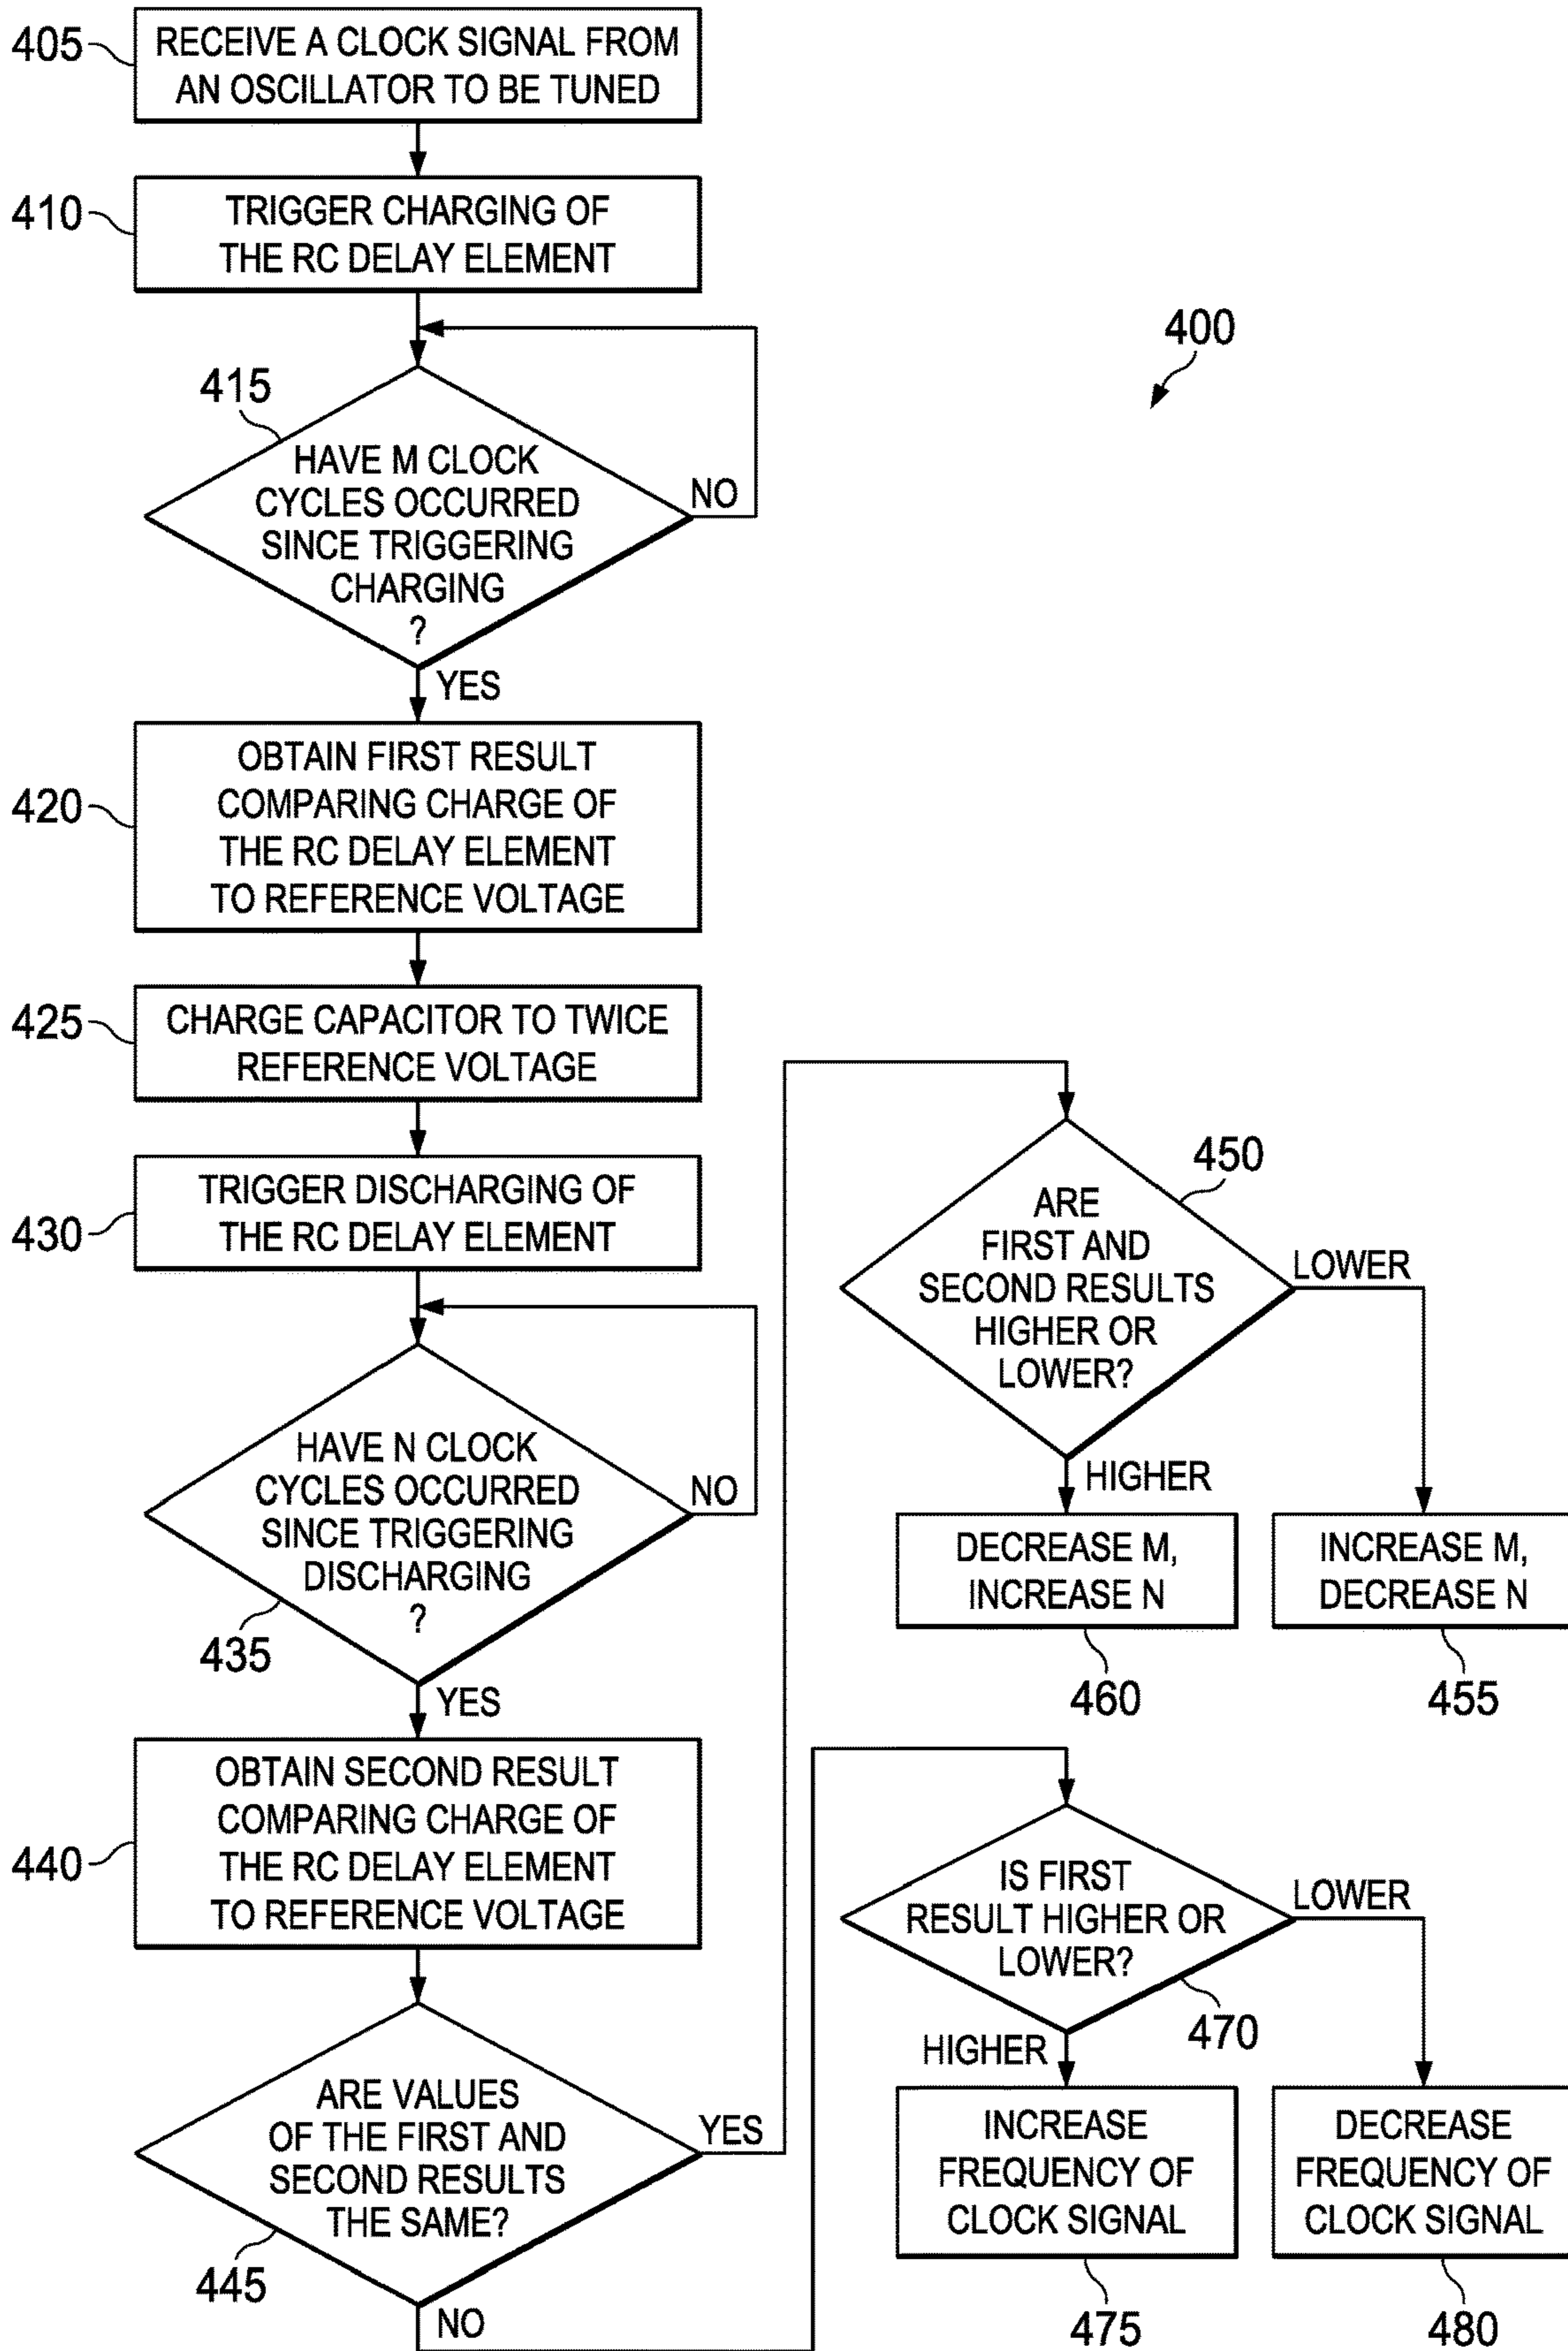 405
RECEIVE A CLOCK SIGNAL FROM
AN OSCILLATOR TO BE TUNED
410
TRIGGER CHARGING OF
THE RC DELAY ELEMENT
400
415
HAVE M CLOCK
CYCLES OCCURRED
SINCE TRIGGERING
CHARGING
?
NO
YES
420
OBTAIN FIRST RESULT
COMPARING CHARGE OF
THE RC DELAY ELEMENT
TO REFERENCE VOLTAGE
425
CHARGE CAPACITOR TO TWICE
REFERENCE VOLTAGE
430
TRIGGER DISCHARGING OF
THE RC DELAY ELEMENT
HAVE N CLOCK
CYCLES OCCURRED
SINCE TRIGGERING
DISCHARGING
?
NO
435
YES
440
OBTAIN SECOND RESULT
COMPARING CHARGE OF
THE RC DELAY ELEMENT
TO REFERENCE VOLTAGE
ARE VALUES
OF THE FIRST AND
SECOND RESULTS
THE SAME?
YES
445
NO
450
ARE
FIRST AND
SECOND RESULTS
HIGHER OR
LOWER?
LOWER
HIGHER
DECREASE M,
INCREASE N
460
INCREASE M,
DECREASE N
455
IS FIRST
RESULT HIGHER OR
LOWER?
LOWER
470
HIGHER
INCREASE
FREQUENCY OF
CLOCK SIGNAL
475
DECREASE
FREQUENCY OF
CLOCK SIGNAL
480